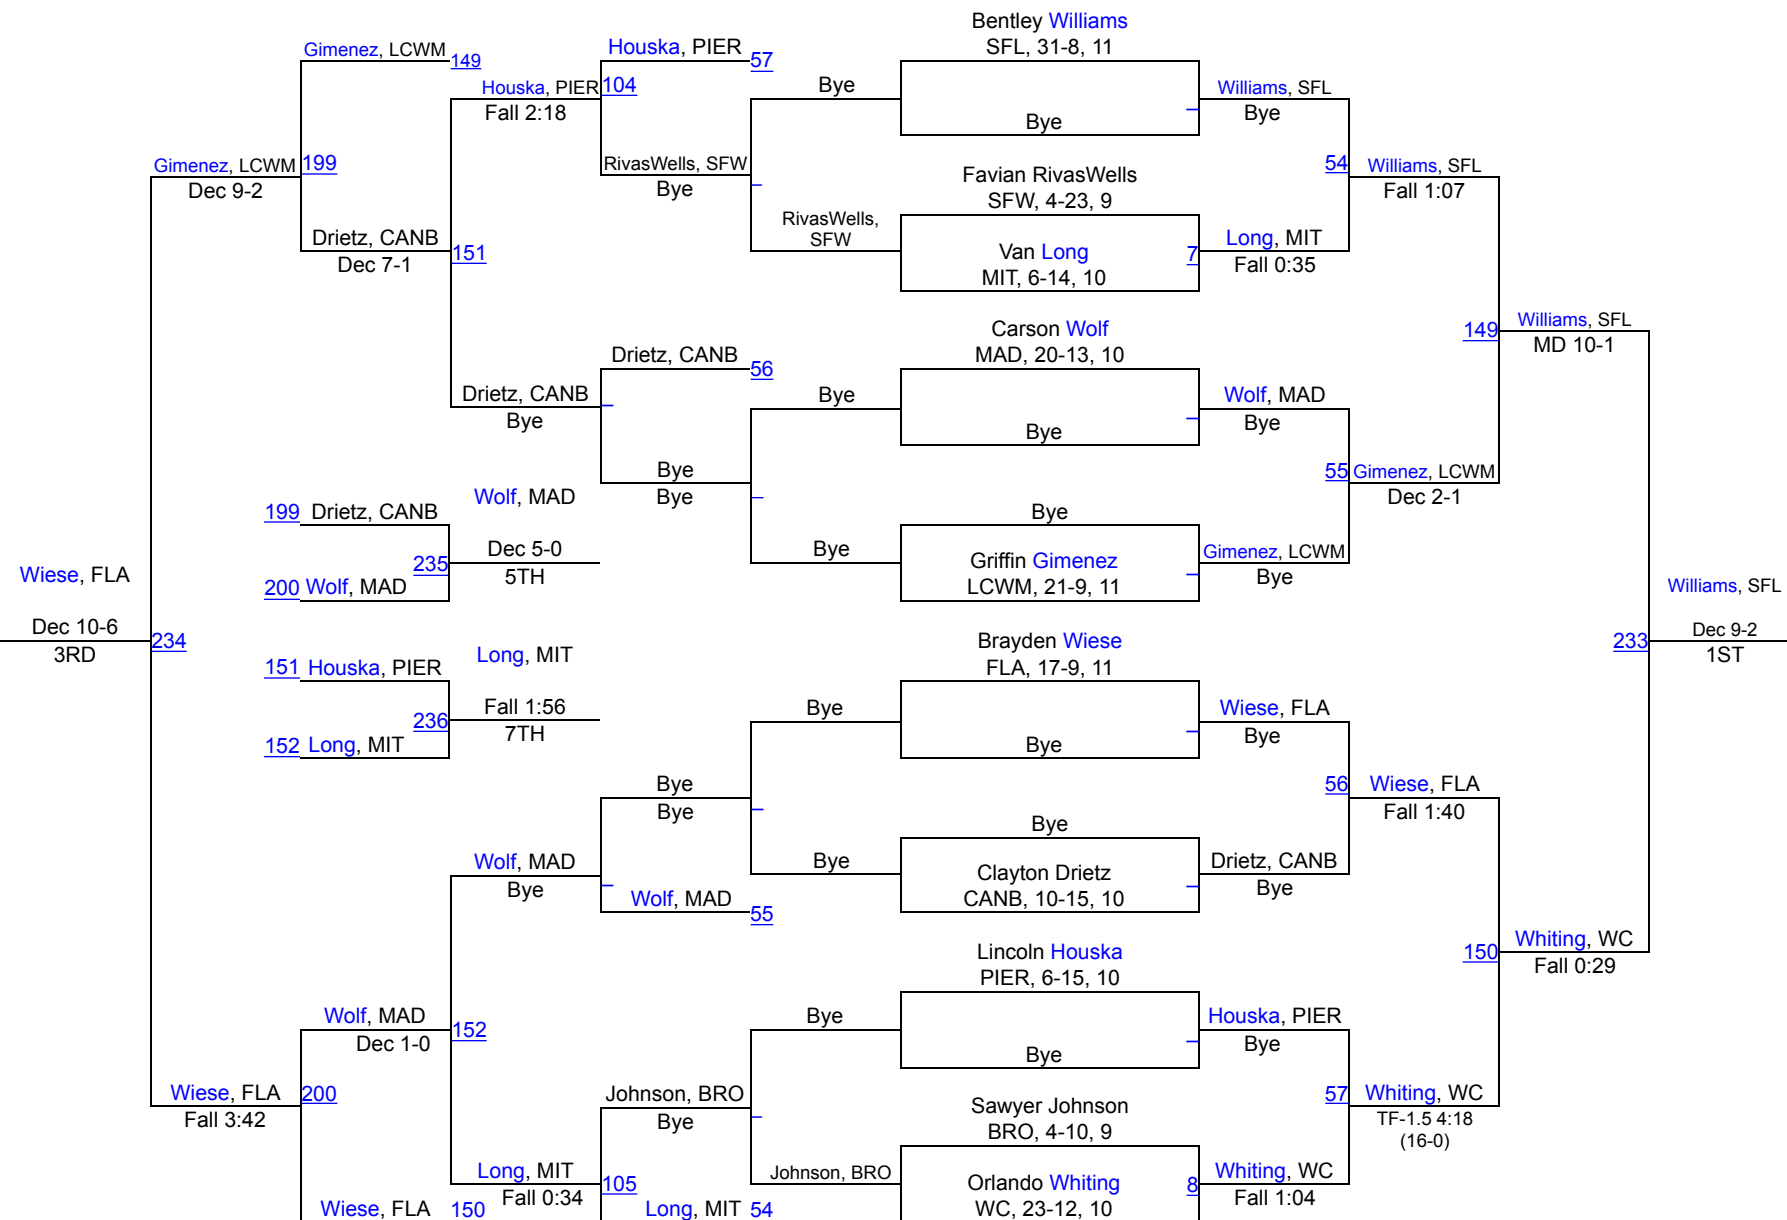 Bentley Williams
SFL, 31-8, 11
Gimenez, LCWM
149
Houska, PIER
57
Houska, PIER
104
Fall 2:18
Bye
Bye
Williams, SFL
Bye
Gimenez, LCWM
199
Dec 9-2
RivasWells, SFW
Bye
Favian RivasWells
SFW, 4-23, 9
54
Williams, SFL
Fall 1:07
RivasWells,
SFW
Drietz, CANB
151
Dec 7-1
Van Long
MIT, 6-14, 10
7
Long, MIT
Fall 0:35
Carson Wolf
MAD, 20-13, 10
149
Williams, SFL
MD 10-1
Drietz, CANB
56
Drietz, CANB
Bye
Bye
Bye
Wolf, MAD
Bye
Bye
Bye
55
Gimenez, LCWM
Dec 2-1
Wolf, MAD
199 Drietz, CANB
Bye
Dec 5-0
235
5TH
200 Wolf, MAD
Bye
Griffin Gimenez
LCWM, 21-9, 11
Gimenez, LCWM
Bye
Wiese, FLA
Dec 10-6
234
3RD
Williams, SFL
233
Dec 9-2
1ST
Long, MIT
151 Houska, PIER
Fall 1:56
236
7TH
152 Long, MIT
Brayden Wiese
FLA, 17-9, 11
Bye
Bye
Wiese, FLA
Bye
Bye
Bye
56
Wiese, FLA
Fall 1:40
Bye
Wolf, MAD
Bye
Bye
Clayton Drietz
CANB, 10-15, 10
Drietz, CANB
Bye
Wolf, MAD
55
Lincoln Houska
PIER, 6-15, 10
150
Whiting, WC
Fall 0:29
Wolf, MAD
152
Dec 1-0
Bye
Bye
Houska, PIER
Bye
Wiese, FLA
200
Fall 3:42
Johnson, BRO
Bye
Sawyer Johnson
BRO, 4-10, 9
57
Whiting, WC
TF-1.5 4:18
(16-0)
Long, MIT
105
Fall 0:34
Johnson, BRO
Orlando Whiting
WC, 23-12, 10
8
Whiting, WC
Fall 1:04
Wiese, FLA
150
Long, MIT
54